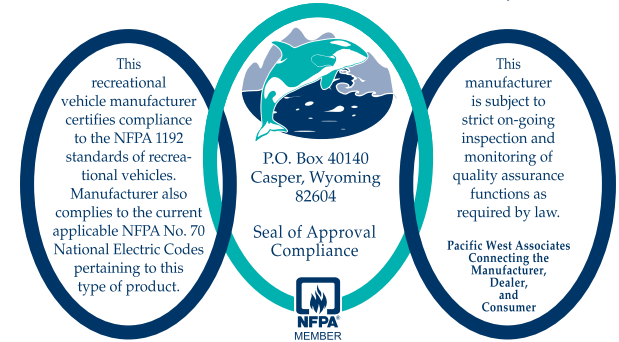 This
recreational
vehicle manufacturer
certifies compliance
to the NFPA 1192
standards of recrea-
tional vehicles.
Manufacturer also
complies to the current
applicable NFPA No. 70
National Electric Codes
pertaining to this
type of product.
P.O. Box 40140
Casper, Wyoming
82604
Seal of Approval
Compliance
NFPA®
MEMBER
This
manufacturer
is subject to
strict on-going
inspection and
monitoring of
quality assurance
functions as
required by law.
Pacific West Associates
Connecting the
Manufacturer,
Dealer,
and
Consumer